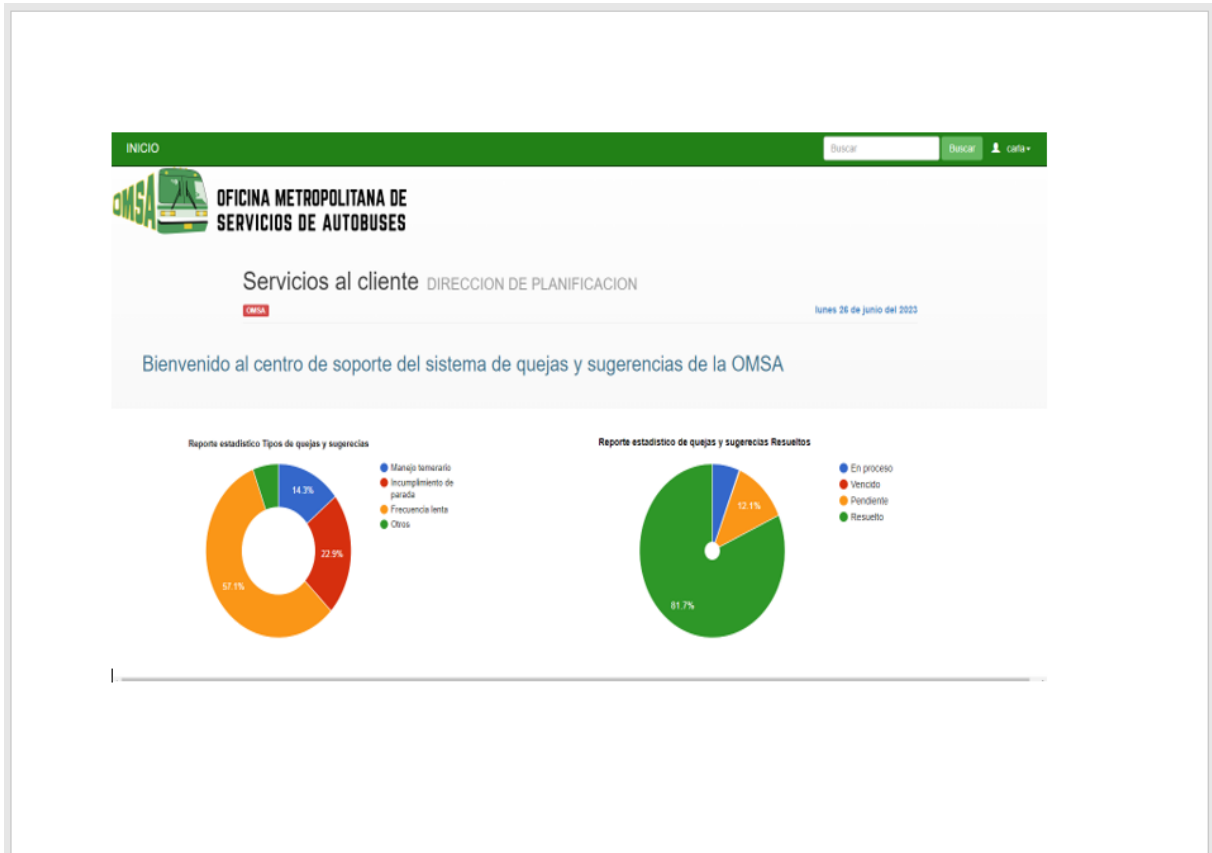 INICIO
Buscar
Buscar
carla
OMSA
OFICINA METROPOLITANA DE
SERVICIOS DE AUTOBUSES
Servicios al cliente DIRECCION DE PLANIFICACION
OMSA
lunes 26 de junio del 2023
Bienvenido al centro de soporte del sistema de quejas y sugerencias de la OMSA
Reporte estadistico Tipos de quejas y sugerecias
14.3%
22.9%
57.1%
Manejo temerario
Incumplimiento de
parada
Frecuencia lenta
Otros
Reporte estadistico de quejas y sugerecias Resueltos
12.1%
81.7%
En proceso
Vencido
Pendiente
Resuelto